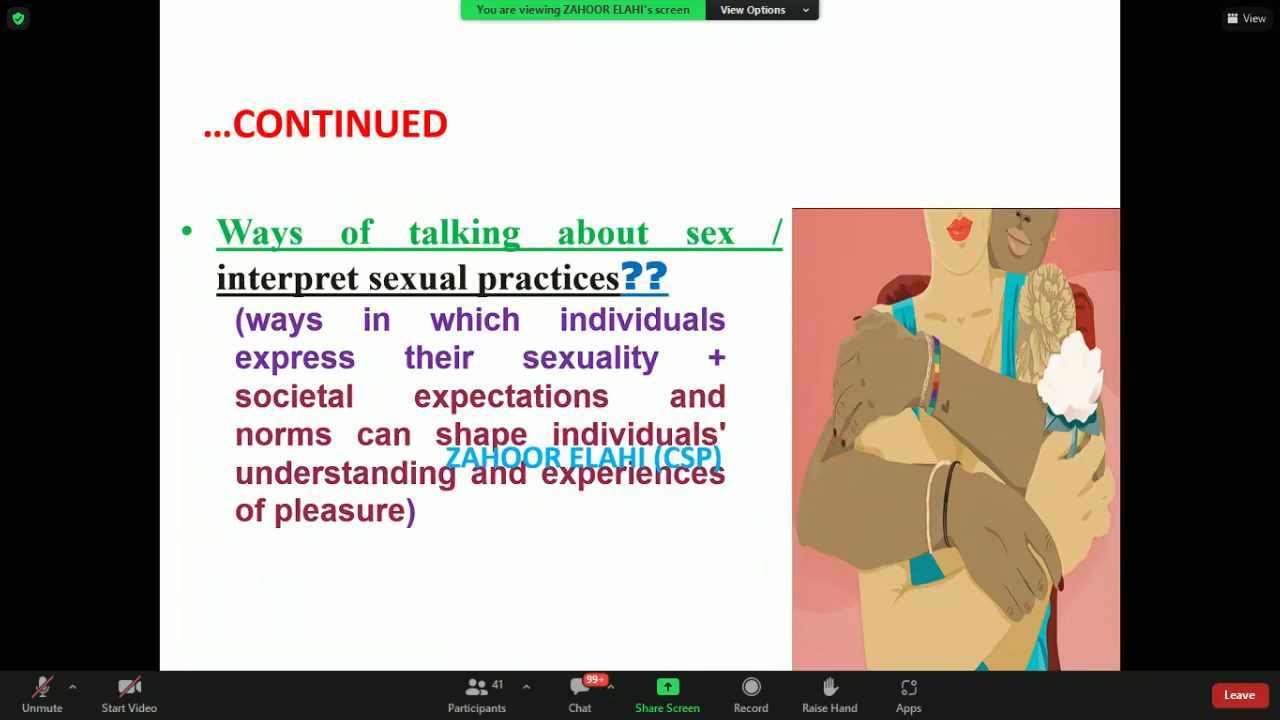 You are viewing ZAHOOR ELAHI's screen
View Options
View
...CONTINUED
• Ways of talking about sex /
interpret sexual practices??
(ways in which individuals
express their sexuality +
societal expectations and
norms can shape individuals'
ZAHOOR ELAHI (CSP)
understanding and experiences
of pleasure)
Unmute
Start Video
Participants
41
Chat
99+
Share Screen
Record
Raise Hand
Apps
Leave